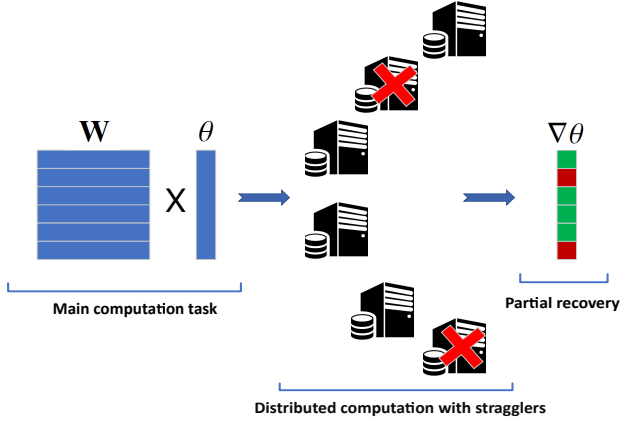 W
θ
X
∇θ
Main computation task
Partial recovery
Distributed computation with stragglers